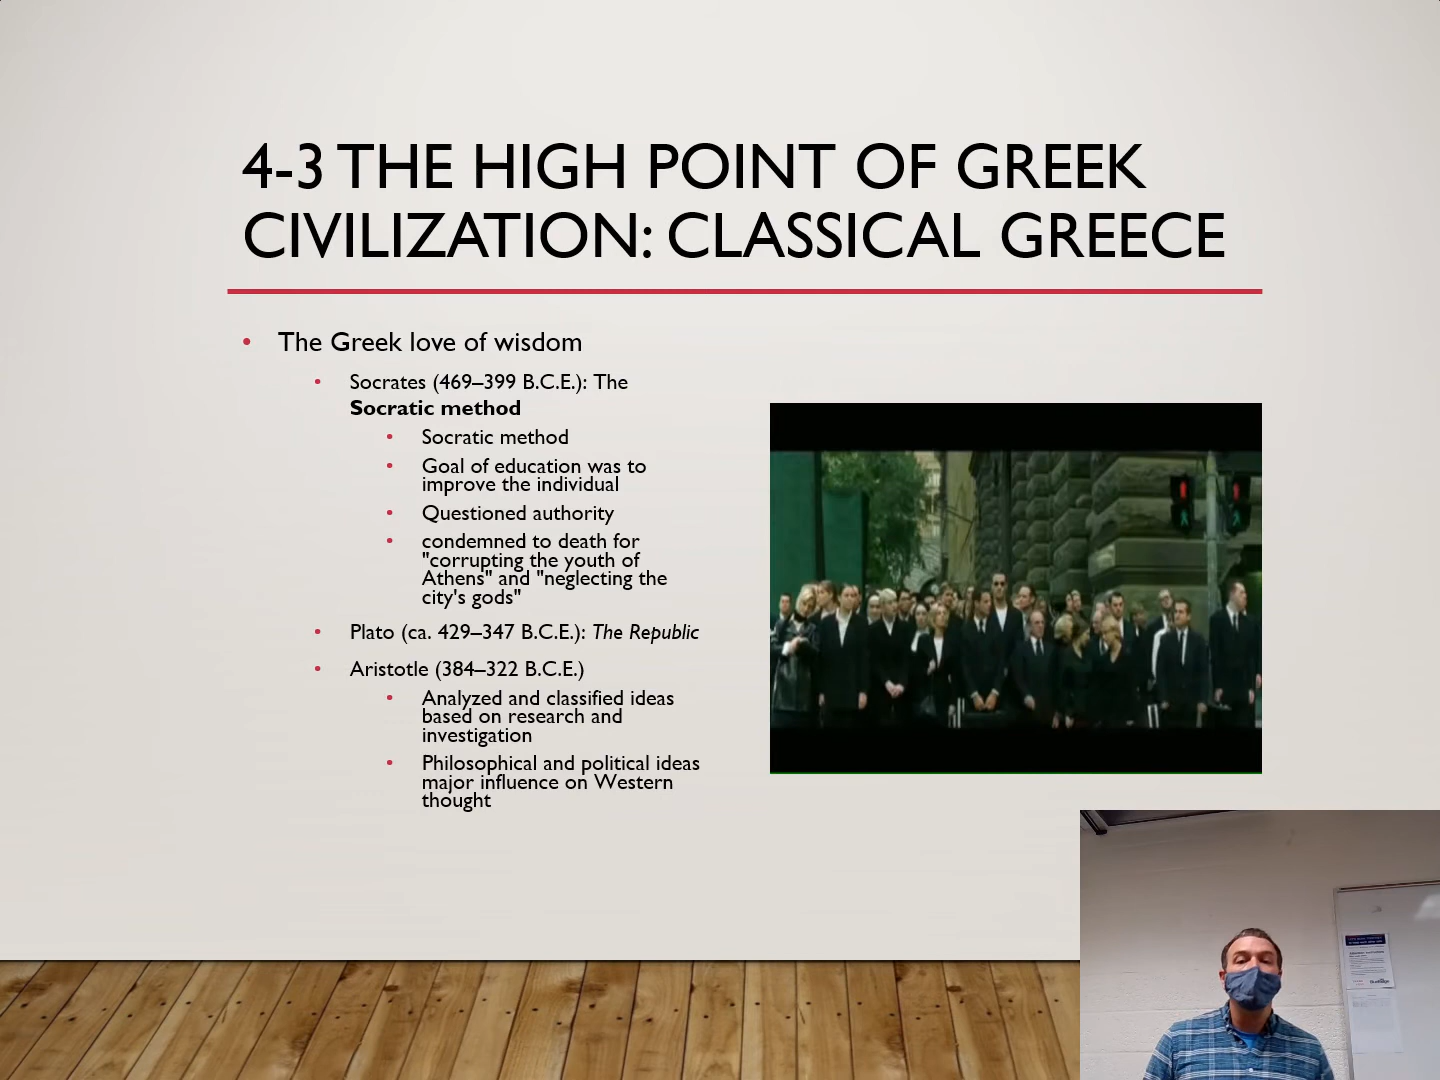 4-3 THE HIGH POINT OF GREEK
CIVILIZATION: CLASSICAL GREECE
• The Greek love of wisdom
• Socrates (469–399 B.C.E.): The
Socratic method
• Socratic method
• Goal of education was to
improve the individual
• Questioned authority
• condemned to death for
"corrupting the youth of
Athens" and "neglecting the
city's gods"
• Plato (ca. 429–347 B.C.E.): The Republic
• Aristotle (384–322 B.C.E.)
• Analyzed and classified ideas
based on research and
investigation
• Philosophical and political ideas
major influence on Western
thought